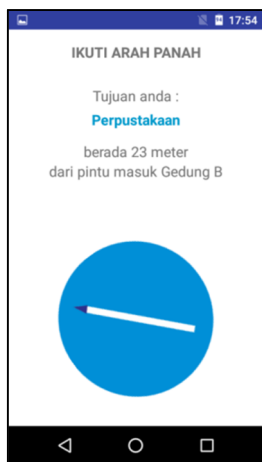 17:54
IKUTI ARAH PANAH
Tujuan anda :
Perpustakaan
berada 23 meter
dari pintu masuk Gedung B